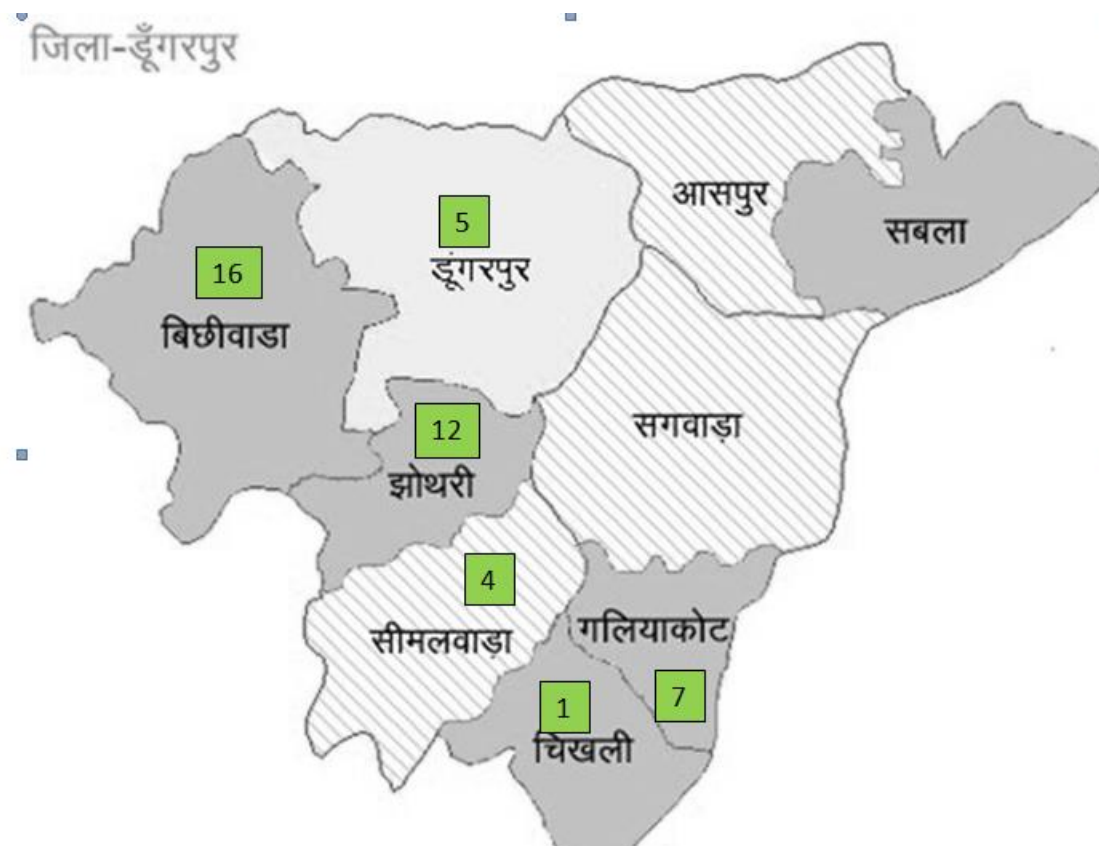 जिला-डूँगरपुर
आसपुर
सबला
5
डूंगरपुर
16
बिछीवाडा
सगवाड़ा
12
झोथरी
4
सीमलवाड़ा
गलियाकोट
7
1
चिखली